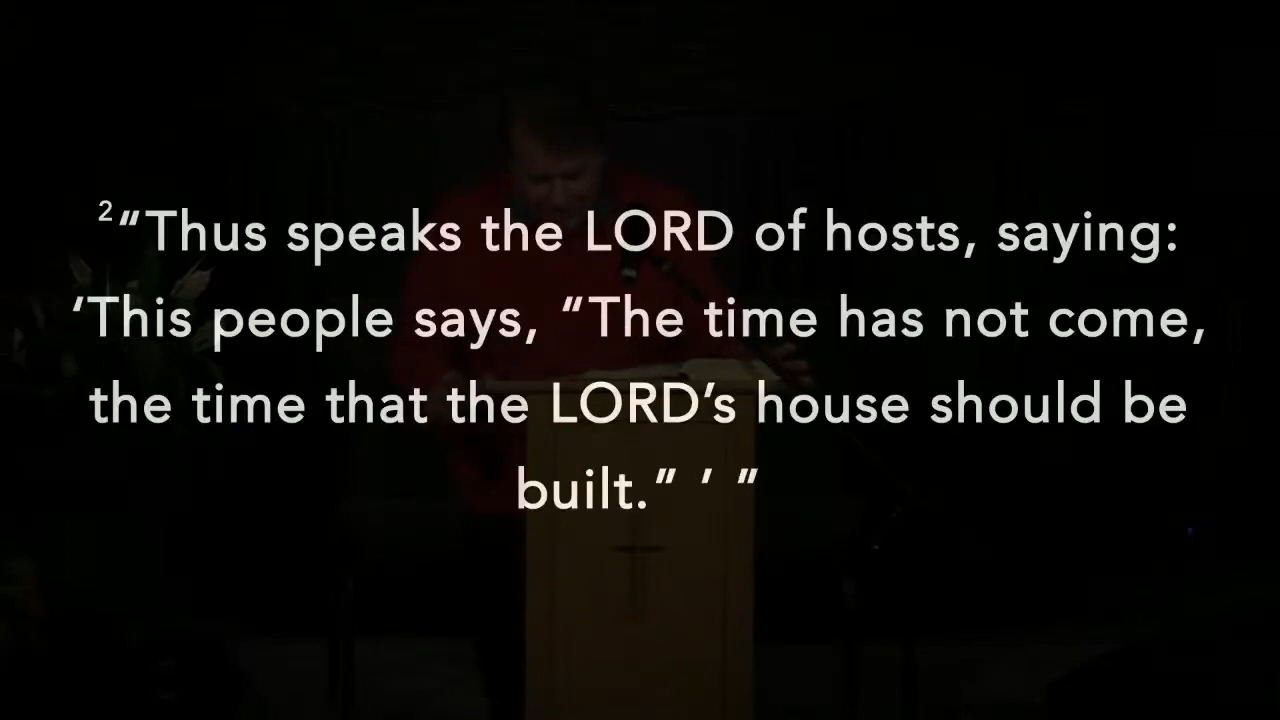 2“Thus speaks the LORD of hosts, saying:
‘This people says, “The time has not come,
the time that the LORD’s house should be
built.” ’ ”